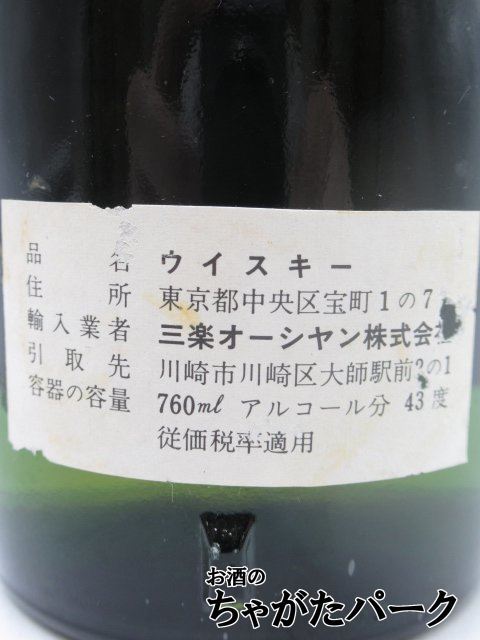 品名 ウイスキー
住所 東京都中央区宝町1の7
輸入業者 三楽オーシヤン株式会社
引取先 川崎市川崎区大師駅前2の1
容器の容量 760ml アルコール分 43度
従価税率適用
お酒の
ちゃがたパーク